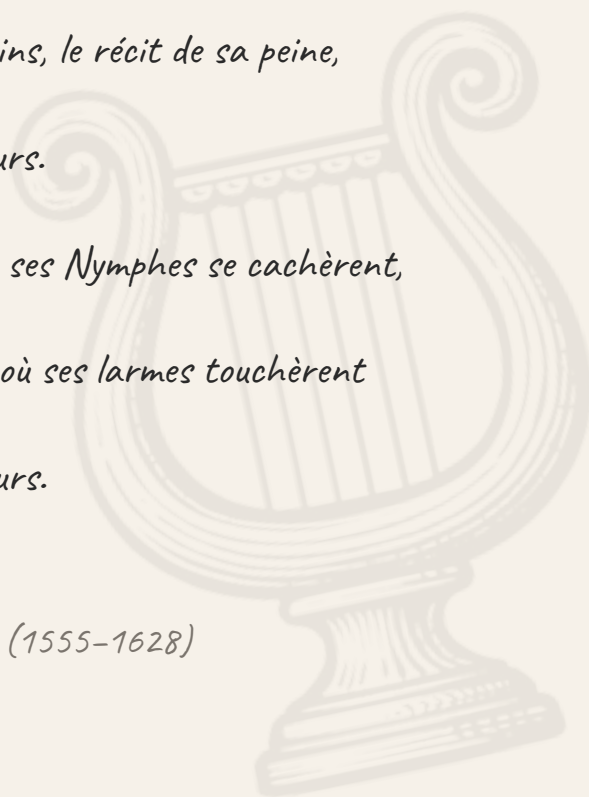 ins, le récit de sa peine,
urs.
ses Nymphes se cachèrent,
où ses larmes touchèrent
urs.
(1555–1628)